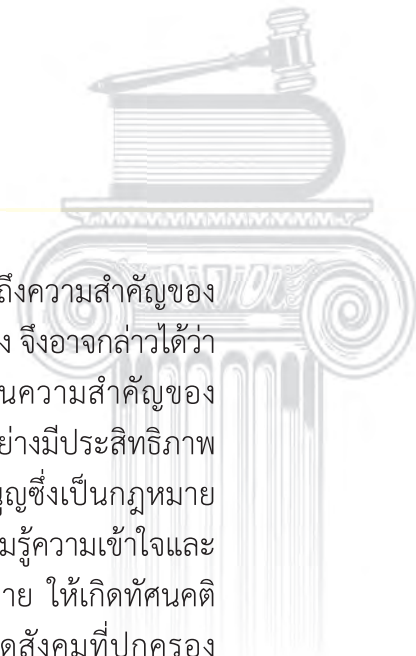 ถึงความสำคัญของ
ง จึงอาจกล่าวได้ว่า
นความสำคัญของ
ย่างมีประสิทธิภาพ
ญซึ่งเป็นกฎหมาย
มรู้ความเข้าใจและ
าย ให้เกิดทัศนคติ
ดสังคมที่ปกครอง